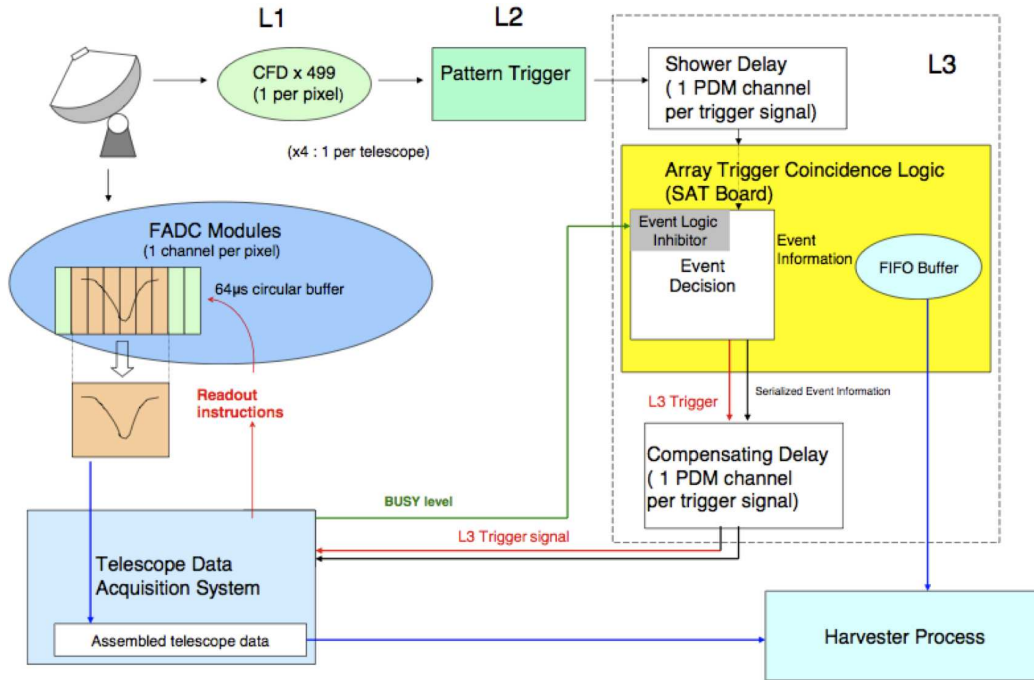 L1
L2
L3
CFD x 499
(1 per pixel)
Pattern Trigger
Shower Delay
( 1 PDM channel
per trigger signal)
(x4 : 1 per telescope)
Array Trigger Coincidence Logic
(SAT Board)
Event Logic
Inhibitor
Event
Decision
Event
Information
FIFO Buffer
FADC Modules
(1 channel per pixel)
64µs circular buffer
Readout
instructions
L3 Trigger
Serialized Event Information
Compensating Delay
( 1 PDM channel
per trigger signal)
BUSY level
L3 Trigger signal
Telescope Data
Acquisition System
Assembled telescope data
Harvester Process